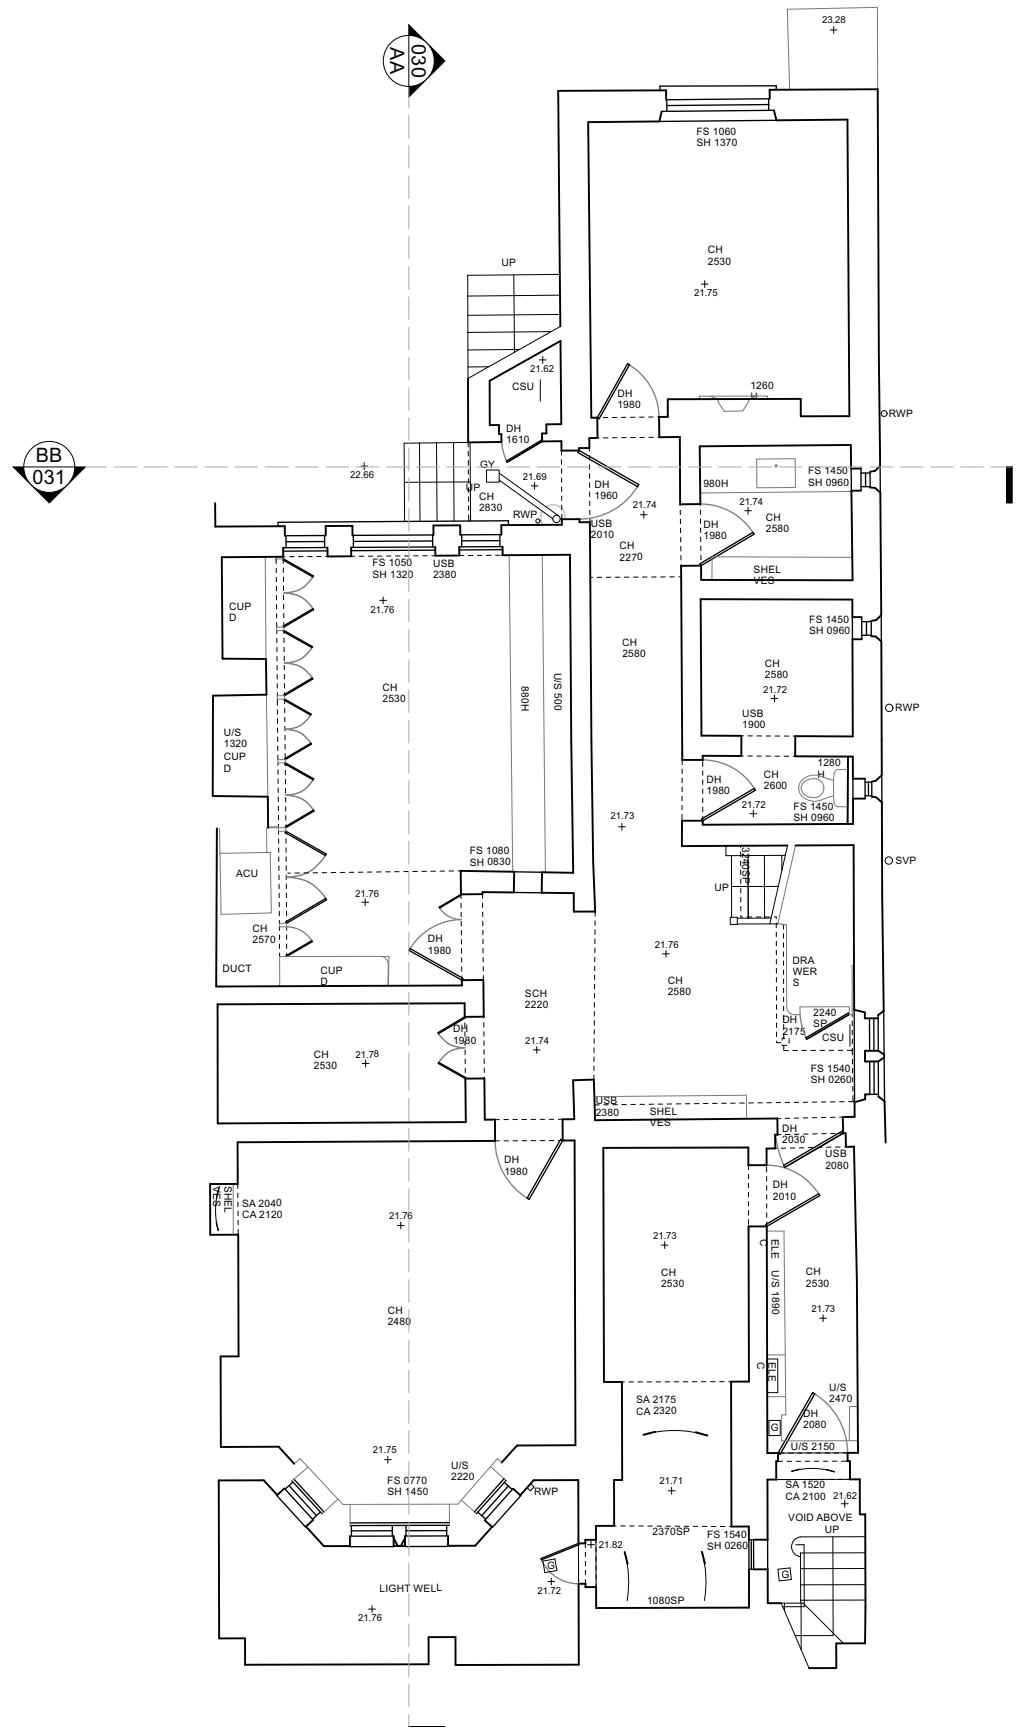 23.28
030
AA
FS 1060
SH 1370
CH
2530
21.75
UP
21.62
CSU
DH
1980
1260
H
RWP
DH
1610
BB
031
22.66
GY
UP
CH
2830
21.69
RWP
DH
1960
USB
2010
21.74
CH
2270
980H
DH
1980
21.74
CH
2580
FS 1450
SH 0960
SHEL
VES
FS 1050
SH 1320
USB
2380
21.76
CUP
D
CH
2530
880H
U/S 500
CH
2580
FS 1450
SH 0960
CH
2580
21.72
USB
1900
RWP
U/S
1320
CUP
D
DH
1980
CH
2600
1280
H
21.72
FS 1450
SH 0960
21.73
FS 1080
SH 0830
ACU
21.76
CH
2570
DUCT
CUP
D
DH
1980
3240SP
UP
SVP
21.76
CH
2580
DRA
WER
S
SCH
2220
21.74
DH
2175
2240
SP
CSU
FS 1540
SH 0260
CH
2530
21.78
DH
1980
USB
2380
SHEL
VES
DH
2030
USB
2080
DH
1980
DH
2010
SHEL
VES
SA 2040
CA 2120
21.76
21.73
CH
2530
ELE
C
U/S 1890
CH
2530
21.73
CH
2480
ELE
C
SA 2175
CA 2320
U/S
2470
DH
2080
G
U/S 2150
21.75
FS 0770
SH 1450
U/S
2220
RWP
21.71
SA 1520
CA 2100
21.62
VOID ABOVE
UP
2370SP
FS 1540
SH 0260
21.82
G
21.72
G
LIGHT WELL
21.76
1080SP